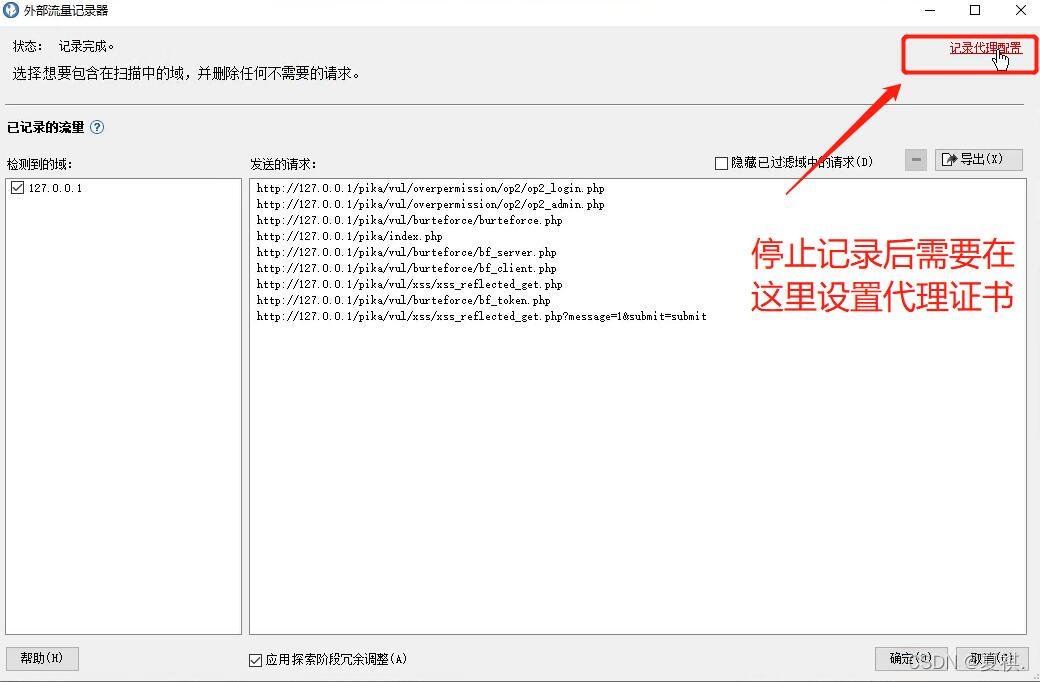 外部流量记录器
状态： 记录完成。
记录代理配置
选择想要包含在扫描中的域，并删除任何不需要的请求。
已记录的流量
检测到的域：
发送的请求：
隐藏已过滤域中的请求(D)
导出(X)
127.0.0.1
http://127.0.0.1/pika/vul/overpermission/op2/op2_login.php
http://127.0.0.1/pika/vul/overpermission/op2/op2_admin.php
http://127.0.0.1/pika/vul/burteforce/burteforce.php
http://127.0.0.1/pika/index.php
http://127.0.0.1/pika/vul/burteforce/bf_server.php
http://127.0.0.1/pika/vul/burteforce/bf_client.php
http://127.0.0.1/pika/vul/xss/xss_reflected_get.php
http://127.0.0.1/pika/vul/burteforce/bf_token.php
http://127.0.0.1/pika/vul/xss/xss_reflected_get.php?message=1&submit=submit
停止记录后需要在
这里设置代理证书
帮助(H)
应用探索阶段冗余调整(A)
确定(O)
取消(C)
CSDN @夏祺.